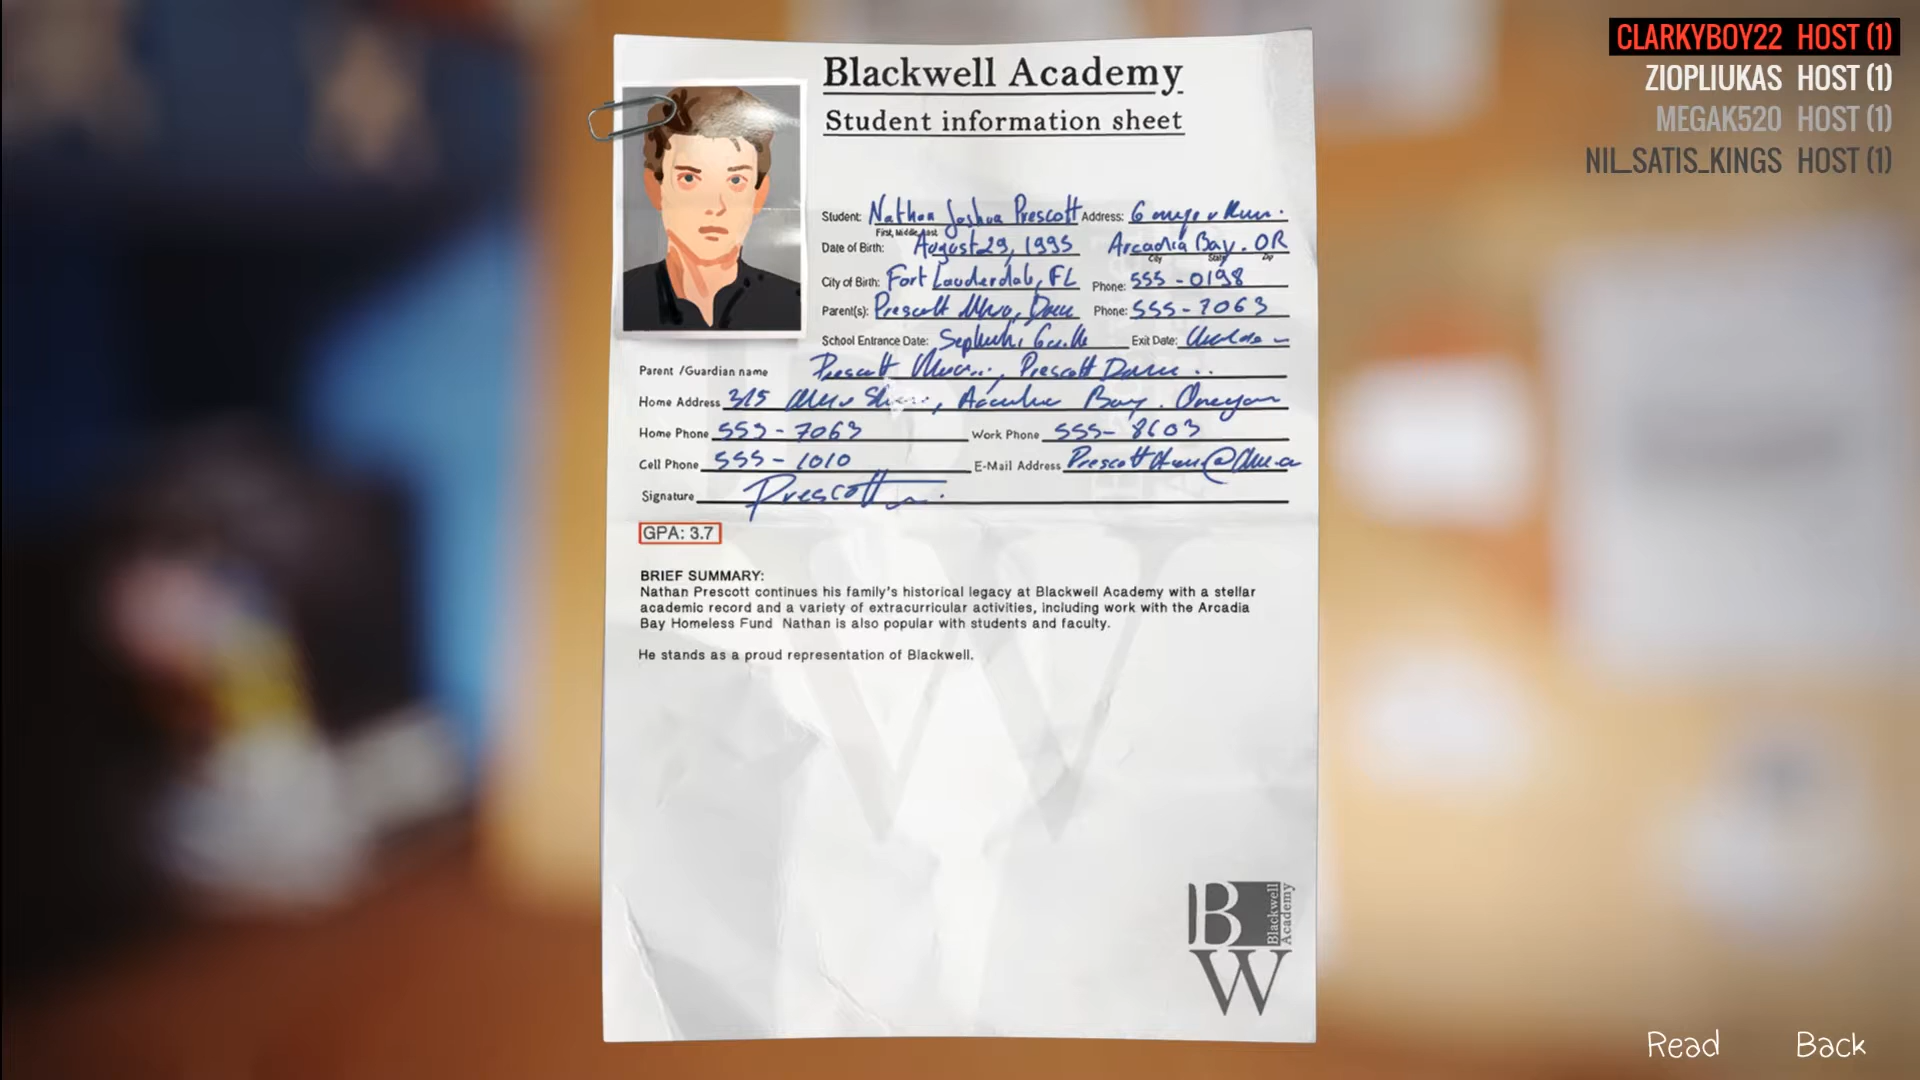 CLARKYBOY22 HOST (1)
ZIOPLIUKAS HOST (1)
MEGAK520 HOST (1)
NIL_SATIS_KINGS HOST (1)
Blackwell Academy
Student information sheet
Student: Nathan Joshua Prescott Address:
First, Middle, Last
Date of Birth: August 29, 1995 Arcadia Bay. OR
City State Zip
City of Birth: Fort Lauderdale, FL Phone: 555-0198
Parent(s): Prescott Phone: 555-7063
School Entrance Date: Exit Date:
Parent /Guardian name Prescott , Prescott
Home Address 315 , Bay. Oregon
Home Phone 555-7063 Work Phone 555-8603
Cell Phone 555-1010 E-Mail Address
Signature Prescott
GPA: 3.7
BRIEF SUMMARY:
Nathan Prescott continues his family's historical legacy at Blackwell Academy with a stellar
academic record and a variety of extracurricular activities, including work with the Arcadia
Bay Homeless Fund Nathan is also popular with students and faculty.
He stands as a proud representation of Blackwell.
B
W
Blackwell
Academy
Read Back